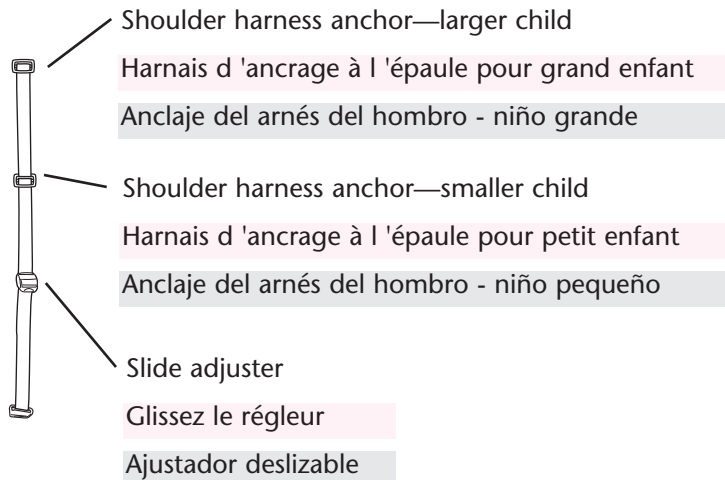 Shoulder harness anchor—larger child
Harnais d 'ancrage à l 'épaule pour grand enfant
Anclaje del arnés del hombro - niño grande
Shoulder harness anchor—smaller child
Harnais d 'ancrage à l 'épaule pour petit enfant
Anclaje del arnés del hombro - niño pequeño
Slide adjuster
Glissez le régleur
Ajustador deslizable